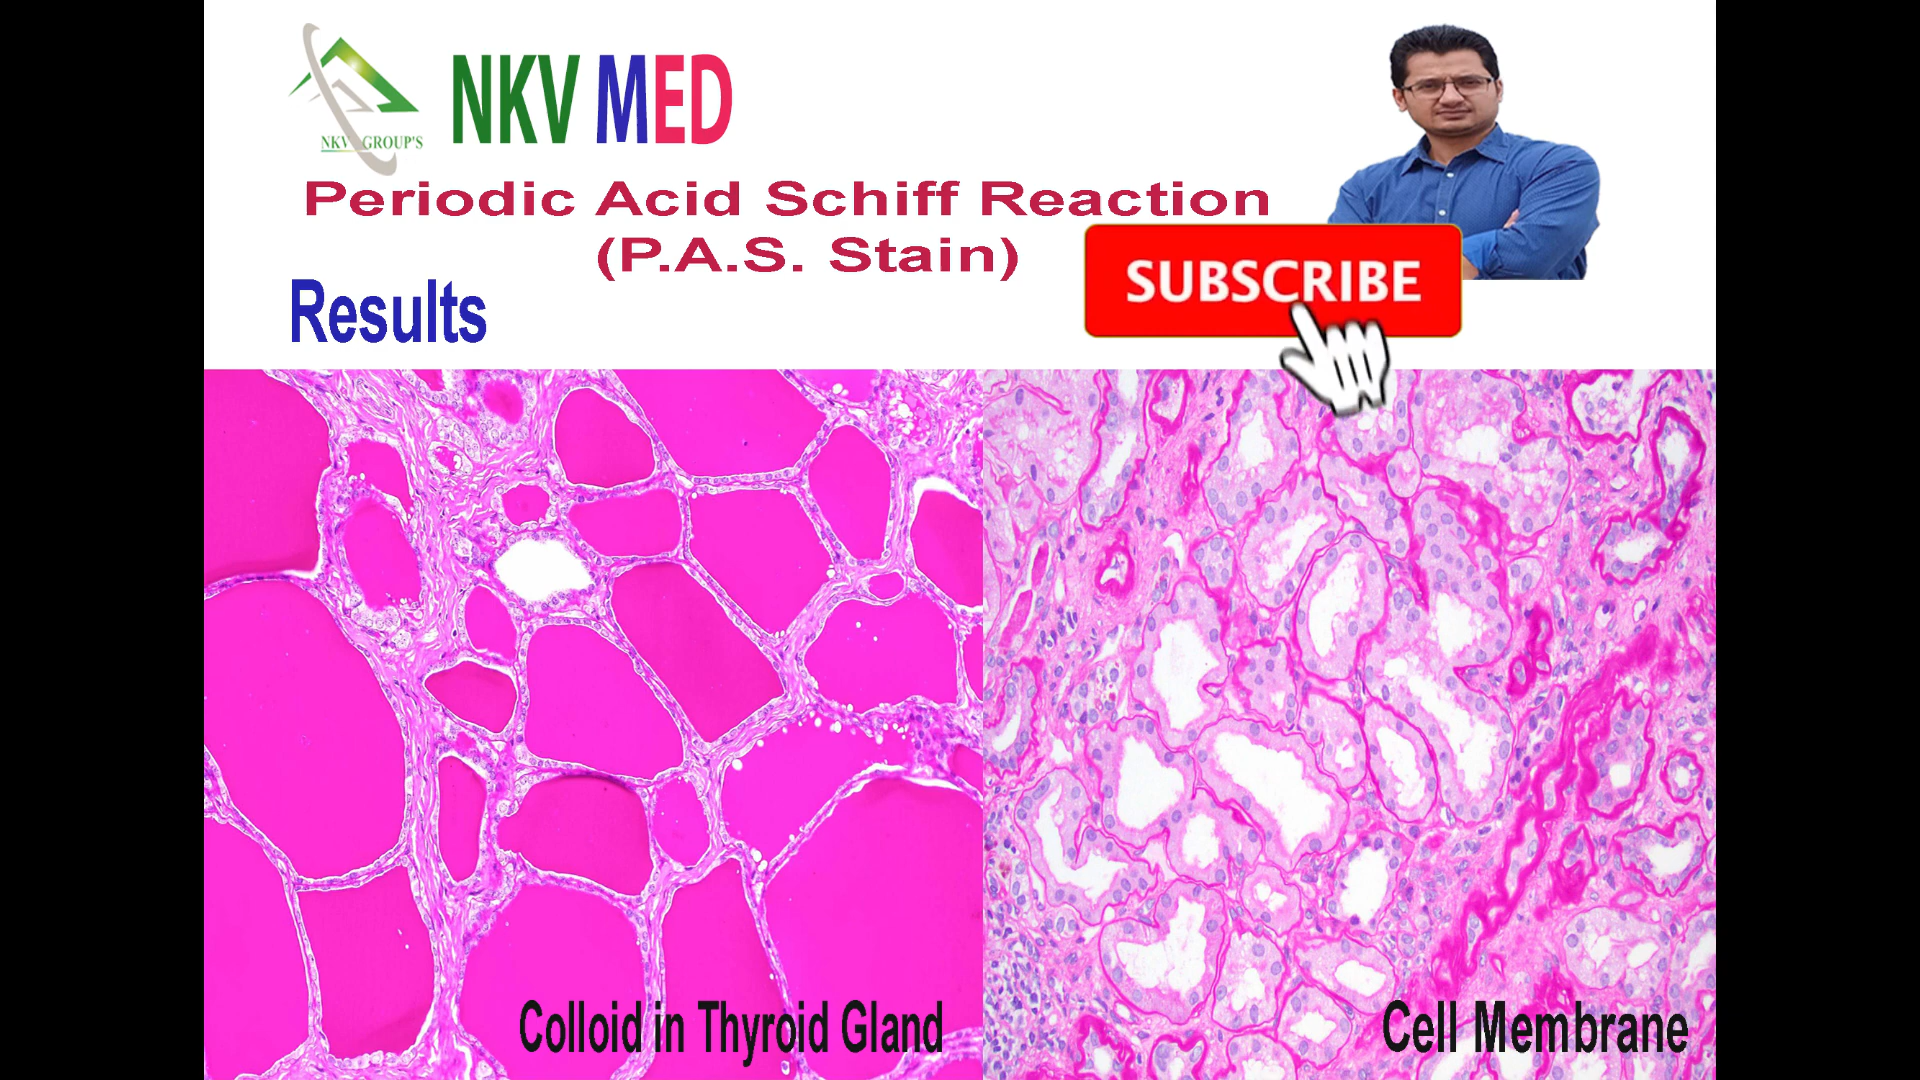 NKV GROUP'S
NKV MED
Periodic Acid Schiff Reaction
(P.A.S. Stain)
Results
SUBSCRIBE
Colloid in Thyroid Gland
Cell Membrane